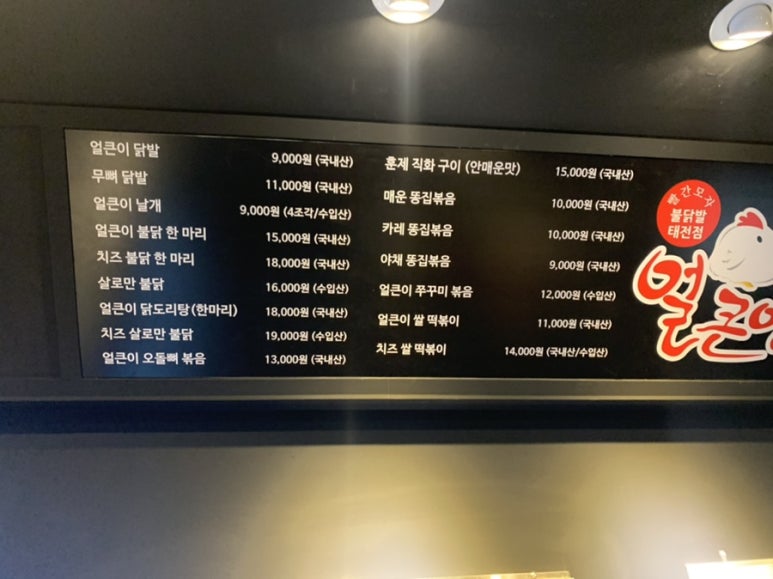 얼큰이 닭발 9,000원 (국내산)
무뼈 닭발 11,000원 (국내산)
얼큰이 날개 9,000원 (4조각/수입산)
얼큰이 불닭 한 마리 15,000원 (국내산)
치즈 불닭 한 마리 18,000원 (국내산)
살로만 불닭 16,000원 (수입산)
얼큰이 닭도리탕(한마리) 18,000원 (국내산)
치즈 살로만 불닭 19,000원 (수입산)
얼큰이 오돌뼈 볶음 13,000원 (국내산)
훈제 직화 구이 (안매운맛) 15,000원 (국내산)
매운 똥집볶음 10,000원 (국내산)
카레 똥집볶음 10,000원 (국내산)
야채 똥집볶음 9,000원 (국내산)
얼큰이 쭈꾸미 볶음 12,000원 (수입산)
얼큰이 쌀 떡볶이 11,000원 (국내산)
치즈 쌀 떡볶이 14,000원 (국내산/수입산)
빨간모자
불닭발
태전점
얼큰